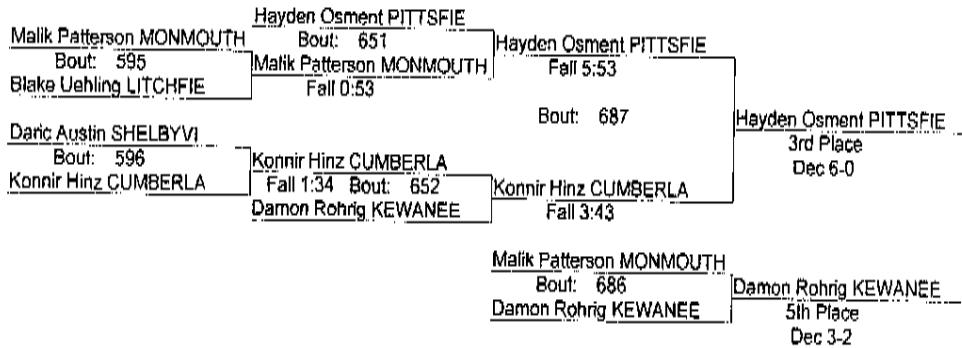 Hayden Osment PITTSFIE
Malik Patterson MONMOUTH
Bout: 651
Hayden Osment PITTSFIE
Bout: 595
Malik Patterson MONMOUTH
Fall 5:53
Blake Uehling LITCHFIE
Fall 0:53
Bout: 687
Hayden Osment PITTSFIE
Daric Austin SHELBYVI
3rd Place
Bout: 596
Konnir Hinz CUMBERLA
Dec 6-0
Konnir Hinz CUMBERLA
Fall 1:34 Bout: 652
Konnir Hinz CUMBERLA
Damon Rohrig KEWANEE
Fall 3:43
Malik Patterson MONMOUTH
Bout: 686
Damon Rohrig KEWANEE
Damon Rohrig KEWANEE
5th Place
Dec 3-2